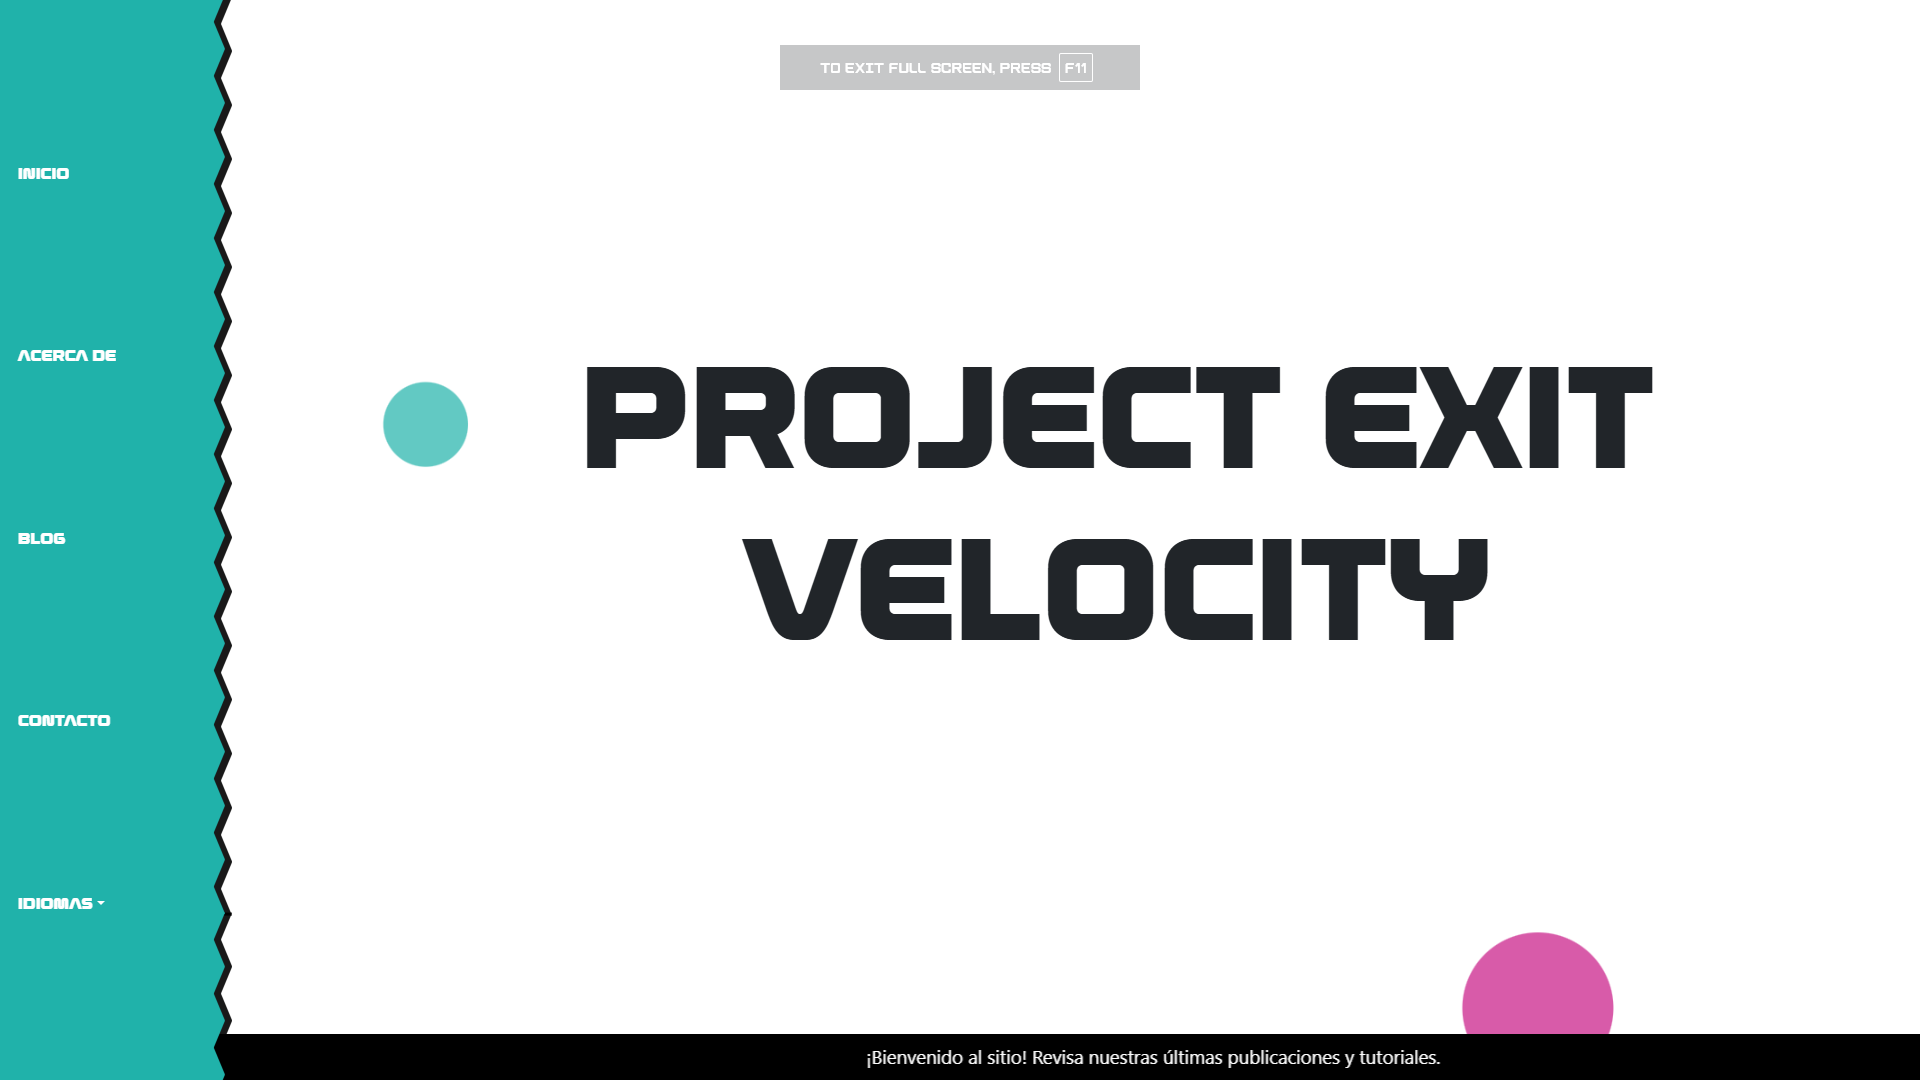 TO EXIT FULL SCREEN, PRESS F11
INICIO
ACERCA DE
BLOG
CONTACTO
IDIOMAS
PROJECT EXIT
VELOCITY
¡Bienvenido al sitio! Revisa nuestras últimas publicaciones y tutoriales.